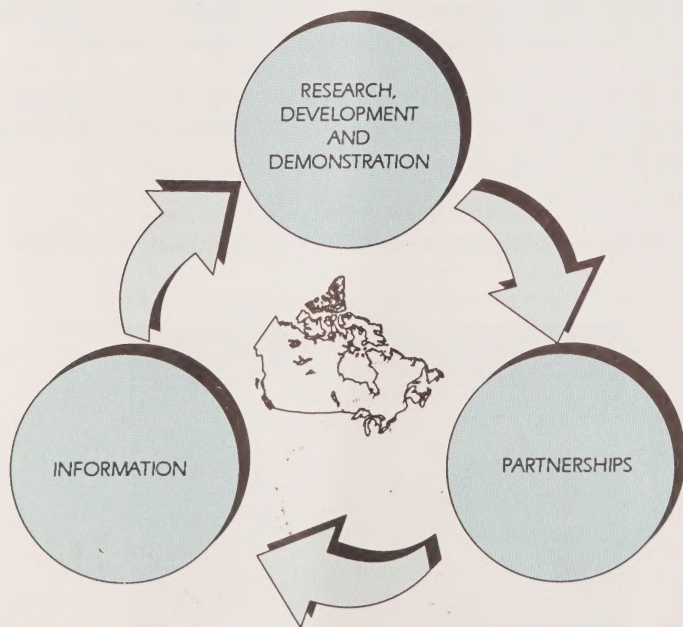 RESEARCH,
DEVELOPMENT
AND
DEMONSTRATION
INFORMATION
PARTNERSHIPS